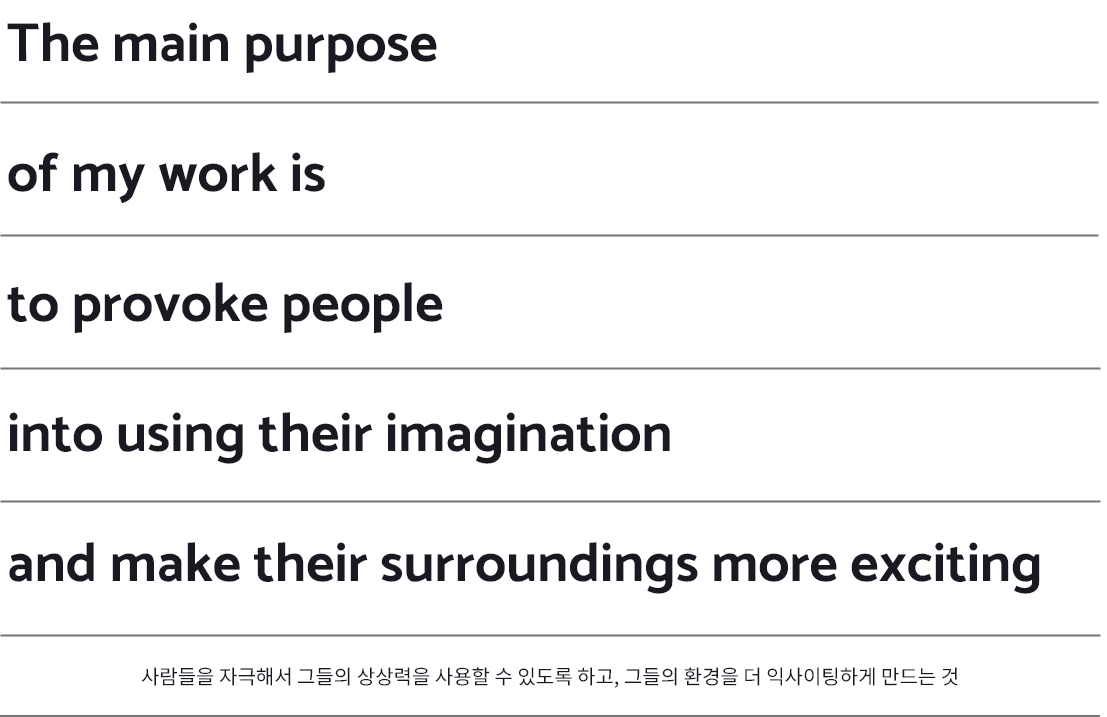 The main purpose
of my work is
to provoke people
into using their imagination
and make their surroundings more exciting
사람들을 자극해서 그들의 상상력을 사용할 수 있도록 하고, 그들의 환경을 더 익사이팅하게 만드는 것